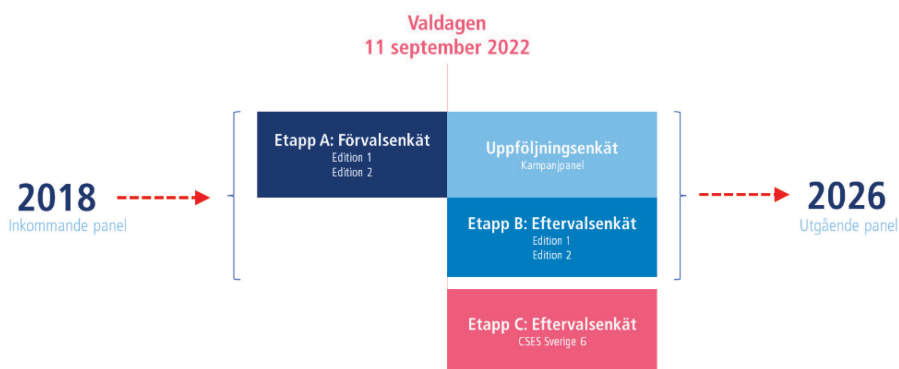 Valdagen
11 september 2022
2018
Inkommande panel
Etapp A: Förvalsenkät
Edition 1
Edition 2
Uppföljningsenkät
Kampanjpanel
Etapp B: Eftervalsenkät
Edition 1
Edition 2
Etapp C: Eftervalsenkät
CSES Sverige 6
2026
Utgående panel